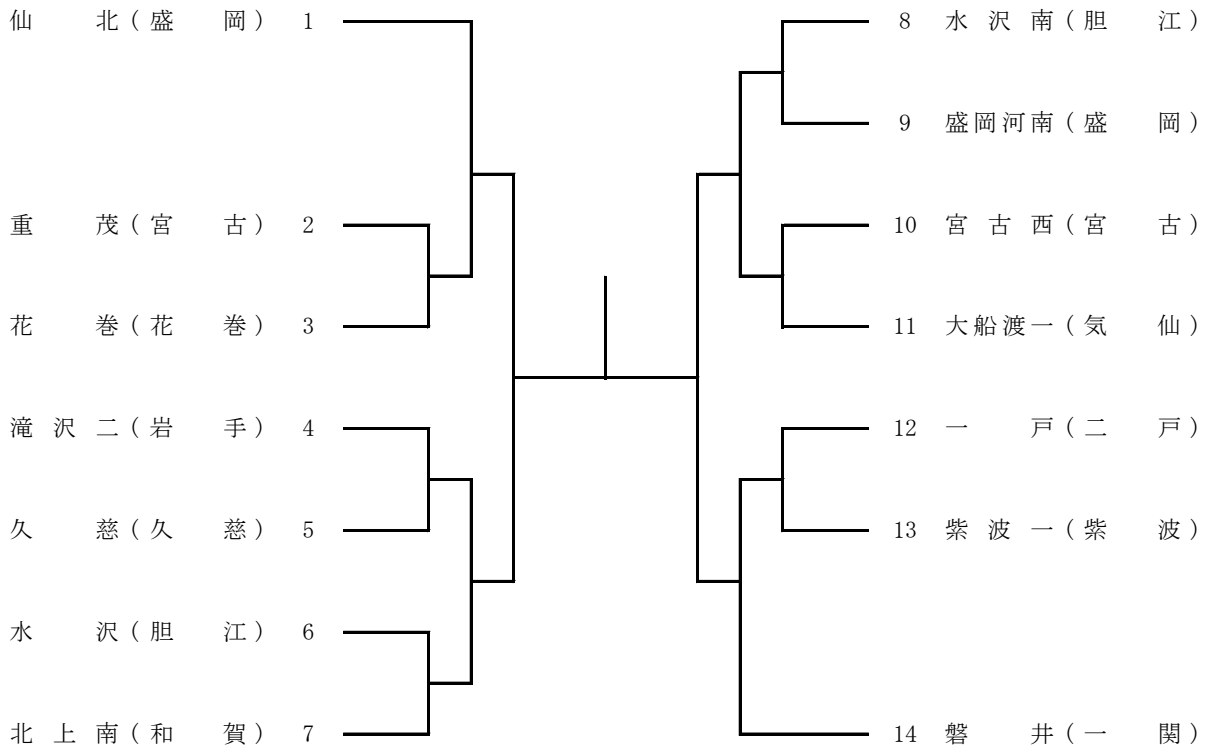 仙北(盛岡) 1
重茂(宮古) 2
花巻(花巻) 3
滝沢二(岩手) 4
久慈(久慈) 5
水沢(胆江) 6
北上南(和賀) 7
8 水沢南(胆江)
9 盛岡河南(盛岡)
10 宮古西(宮古)
11 大船渡一(気仙)
12 一戸(二戸)
13 紫波一(紫波)
14 磐井(一関)